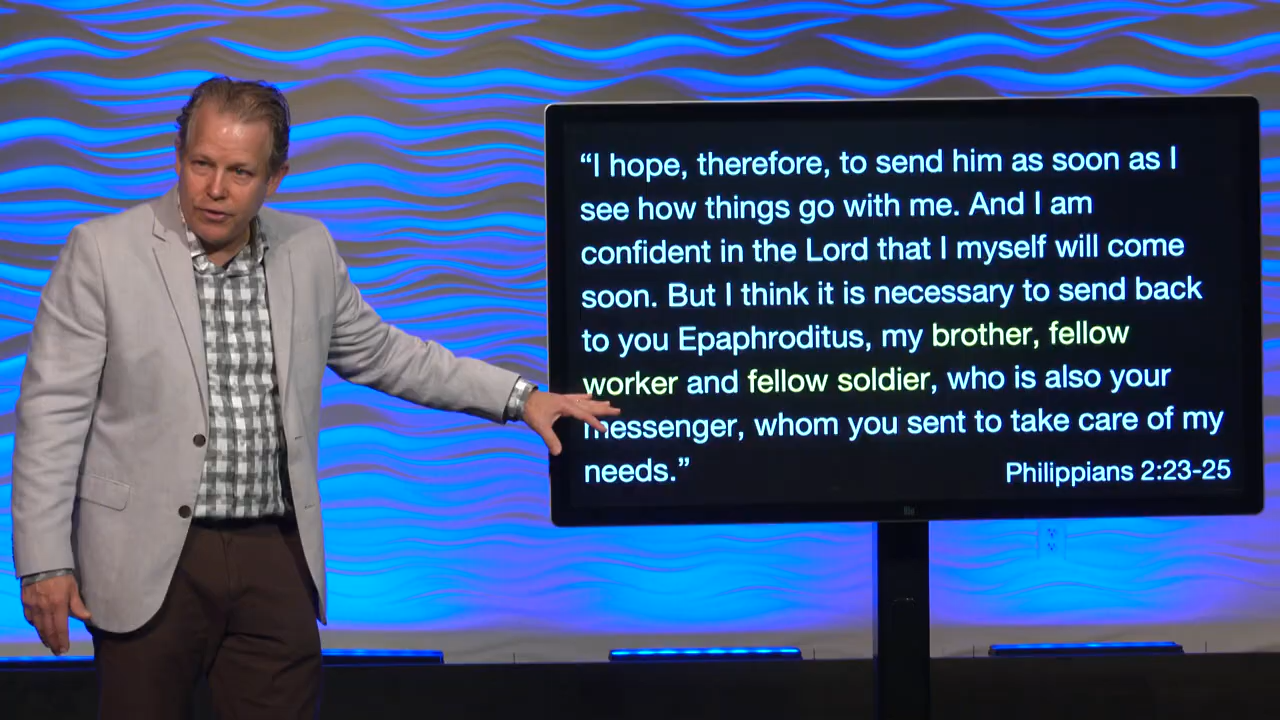 “I hope, therefore, to send him as soon as I
see how things go with me. And I am
confident in the Lord that I myself will come
soon. But I think it is necessary to send back
to you Epaphroditus, my brother, fellow
worker and fellow soldier, who is also your
messenger, whom you sent to take care of my
needs.”
Philippians 2:23-25